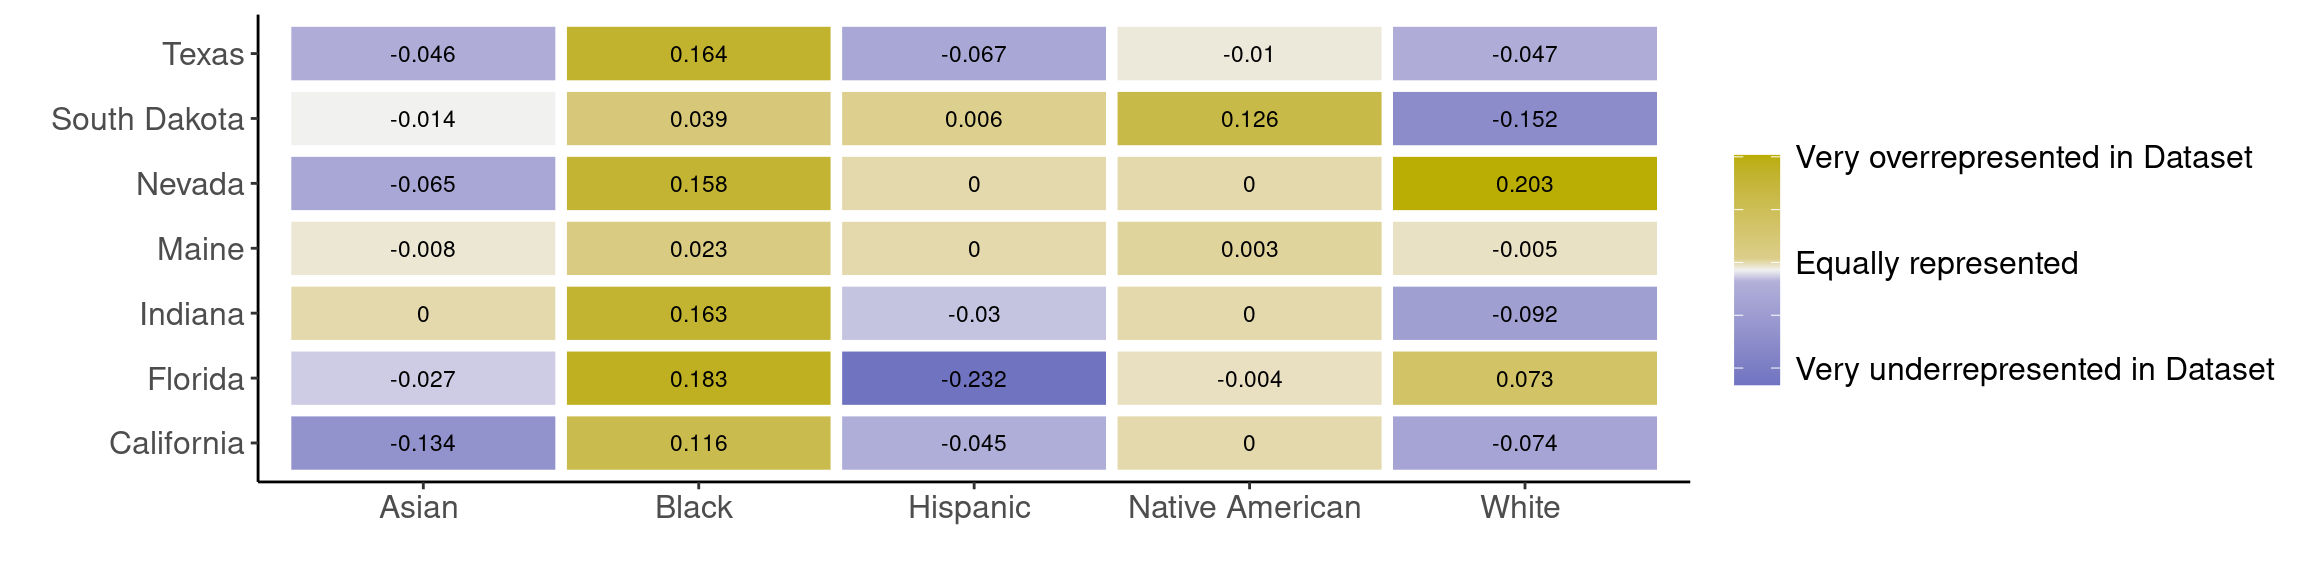 Texas -0.046 0.164 -0.067 -0.01 -0.047
South Dakota -0.014 0.039 0.006 0.126 -0.152
Nevada -0.065 0.158 0 0 0.203
Maine -0.008 0.023 0 0.003 -0.005
Indiana 0 0.163 -0.03 0 -0.092
Florida -0.027 0.183 -0.232 -0.004 0.073
California -0.134 0.116 -0.045 0 -0.074
Asian Black Hispanic Native American White
Very overrepresented in Dataset
Equally represented
Very underrepresented in Dataset